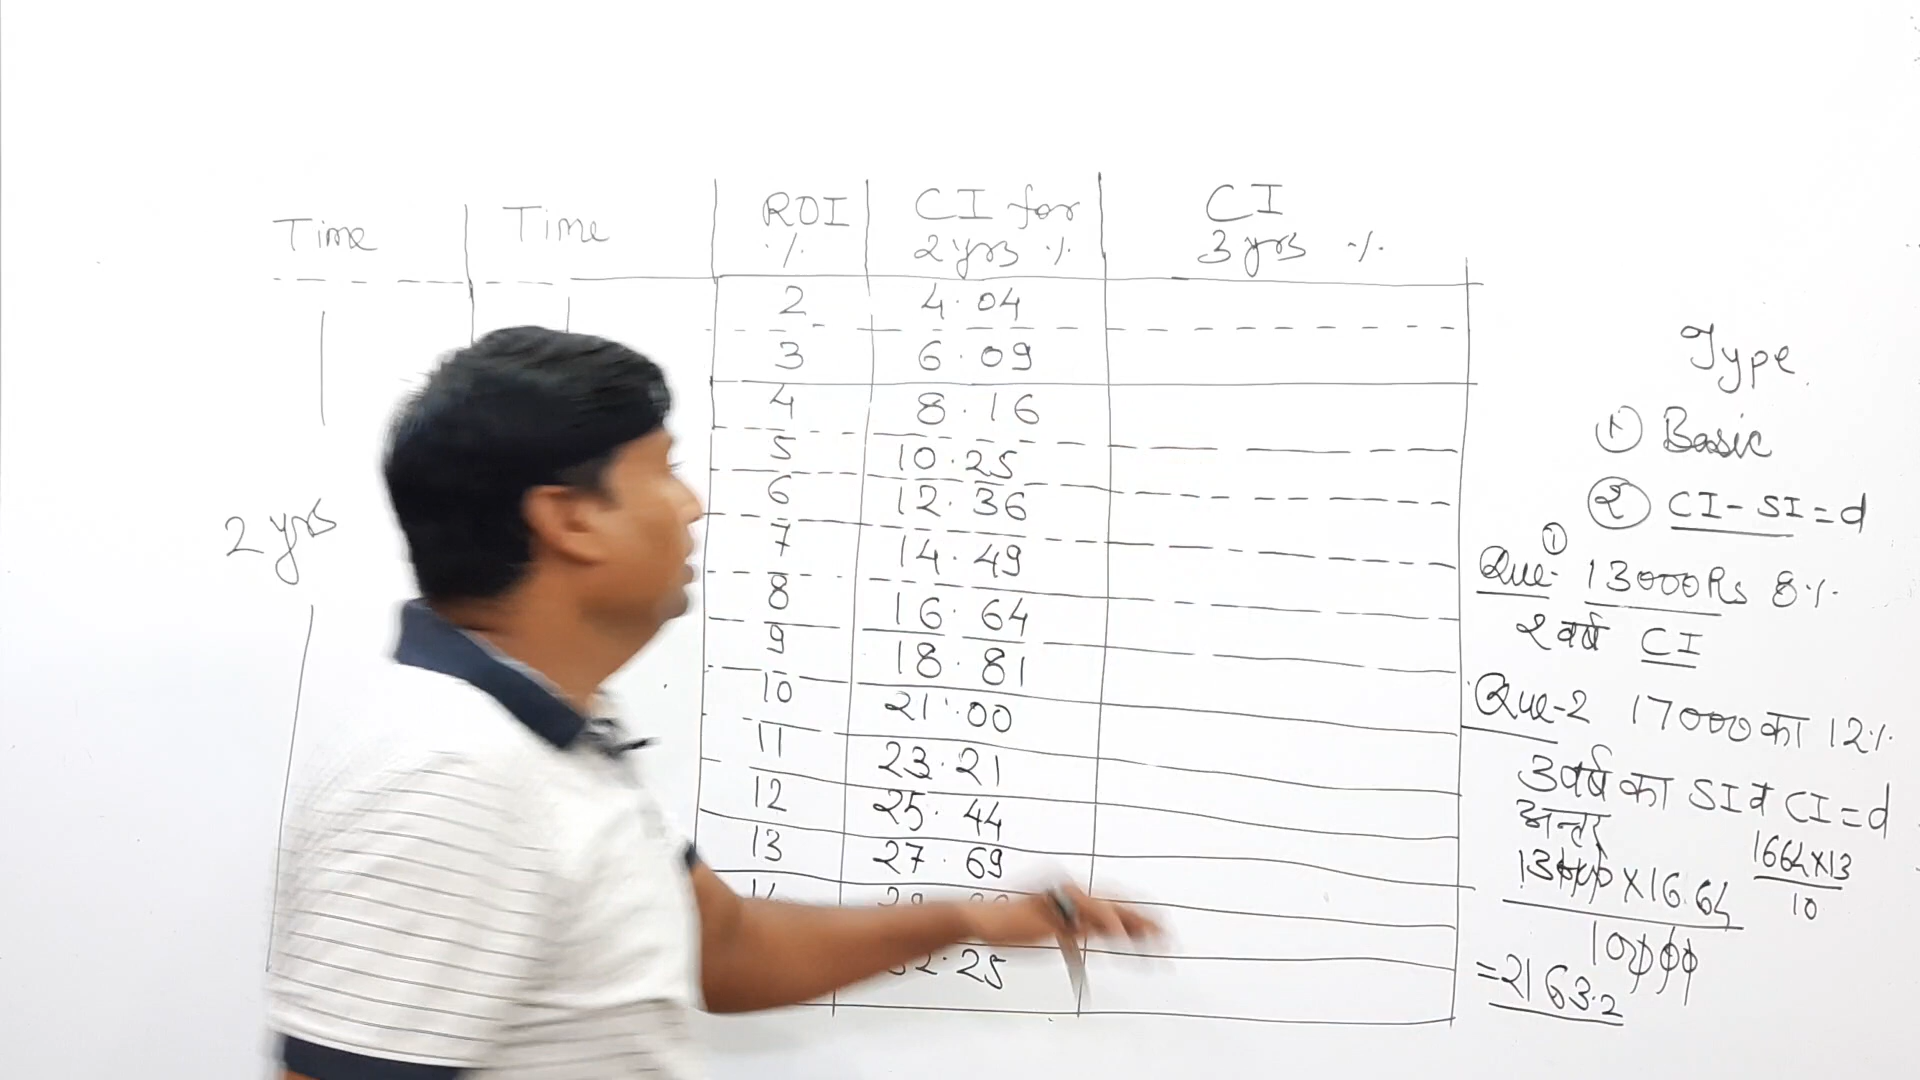 Time Time ROI CI for CI
% 2 yrs % 3 yrs %
2 4.04
3 6.09
4 8.16
5 10.25
6 12.36
7 14.49
8 16.64
9 18.81
10 21.00
11 23.21
12 25.44
13 27.69
2 yrs
Type
① Basic
② CI - SI = d
Que- ① 13000Rs 8%
2 वर्ष CI
Que-2 17000 का 12%
3 वर्ष का SI व CI = d
अन्तर
13000 X 16.64
10000
1664 X 13
10
= 2163.2